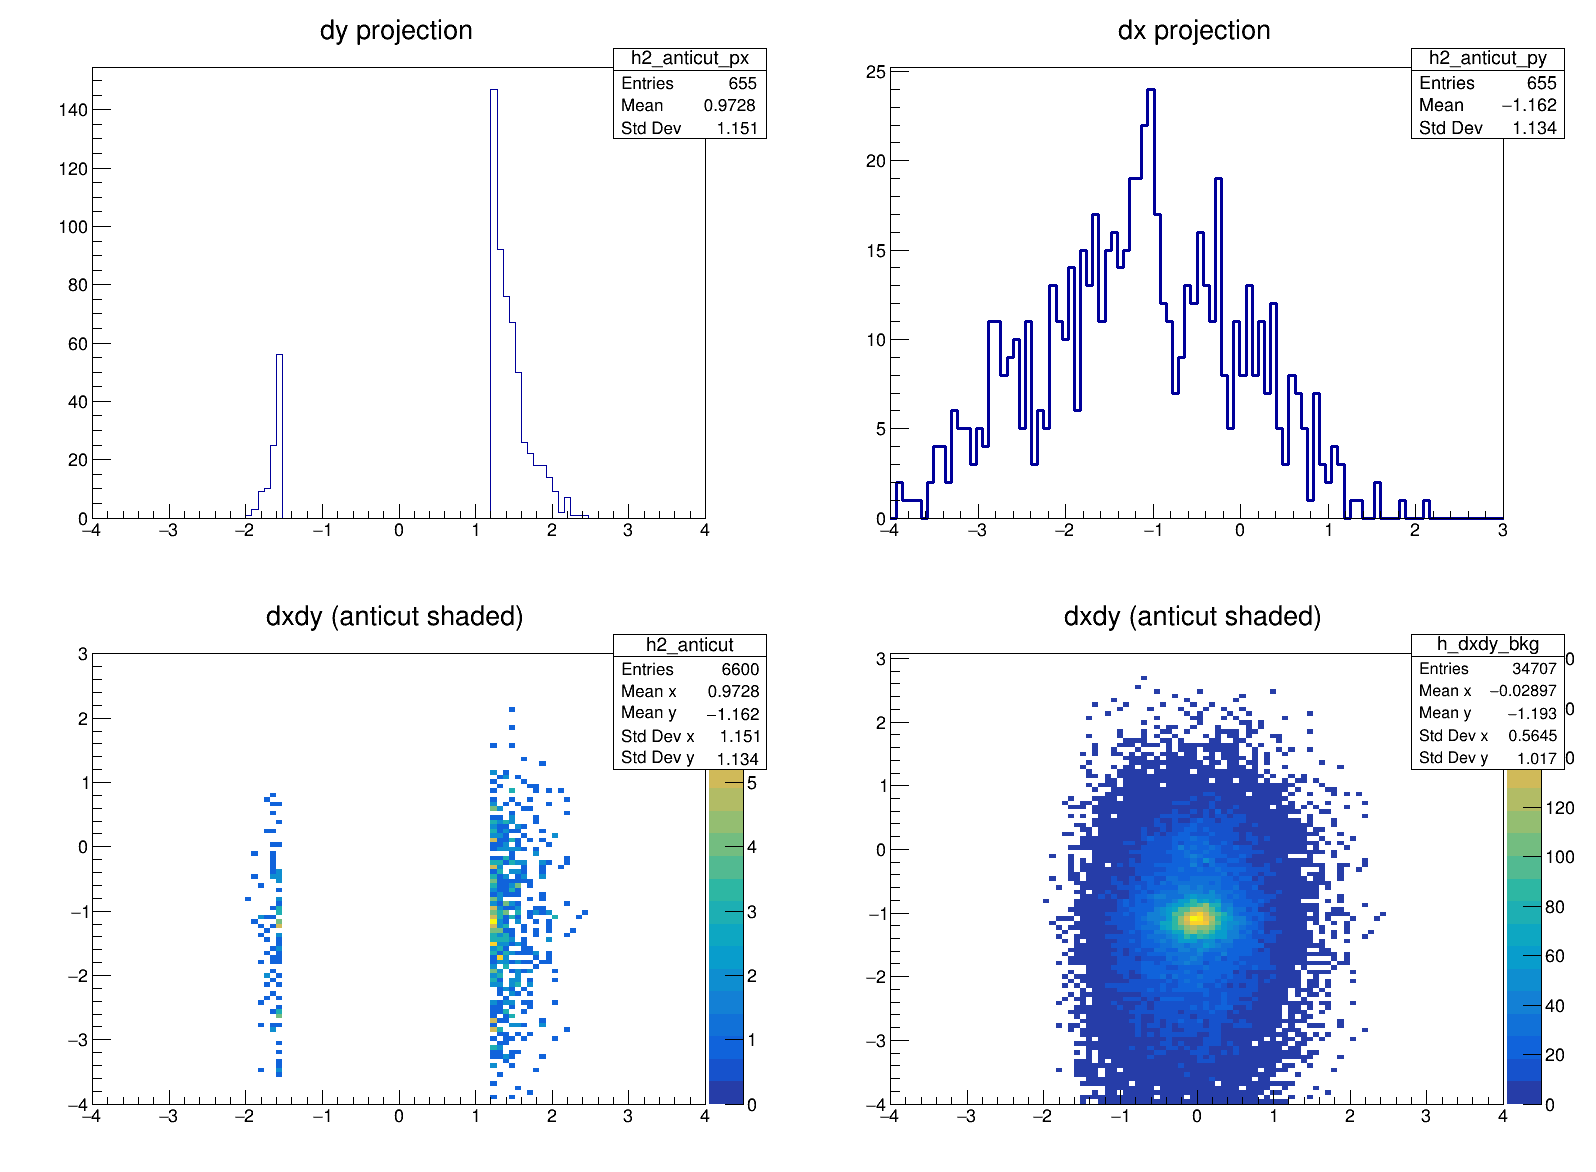 dy projection
h2_anticut_px
Entries 655
Mean 0.9728
Std Dev 1.151
140
120
100
80
60
40
20
0
−4 −3 −2 −1 0 1 2 3 4
dx projection
h2_anticut_py
Entries 655
Mean −1.162
Std Dev 1.134
25
20
15
10
5
0
−4 −3 −2 −1 0 1 2 3
dxdy (anticut shaded)
h2_anticut
Entries 6600
Mean x 0.9728
Mean y −1.162
Std Dev x 1.151
Std Dev y 1.134
3
2
1
0
−1
−2
−3
−4
−4 −3 −2 −1 0 1 2 3 4
5
4
3
2
1
0
dxdy (anticut shaded)
h_dxdy_bkg
Entries 34707
Mean x −0.02897
Mean y −1.193
Std Dev x 0.5645
Std Dev y 1.017
3
2
1
0
−1
−2
−3
−4
−4 −3 −2 −1 0 1 2 3 4
0
0
0
120
100
80
60
40
20
0